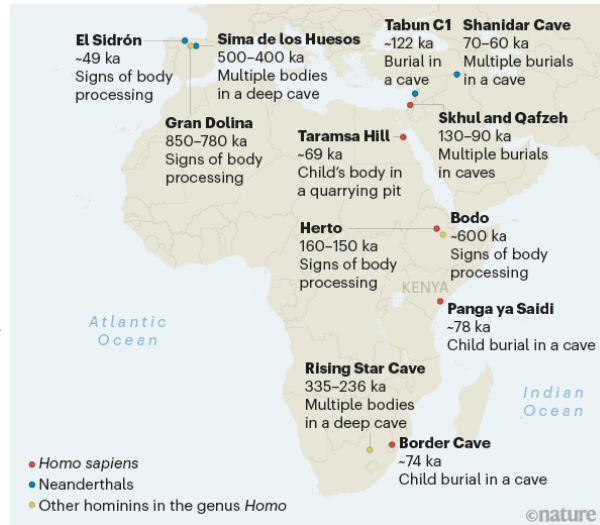 El Sidrón
~49 ka
Signs of body
processing
Sima de los Huesos
500–400 ka
Multiple bodies
in a deep cave
Tabun C1
~122 ka
Burial in
a cave
Shanidar Cave
70–60 ka
Multiple burials
in a cave
Gran Dolina
850–780 ka
Signs of body
processing
Taramsa Hill
~69 ka
Child’s body in
a quarrying pit
Skhul and Qafzeh
130–90 ka
Multiple burials
in caves
Herto
160–150 ka
Signs of body
processing
Bodo
~600 ka
Signs of body
processing
KENYA
Panga ya Saidi
~78 ka
Child burial in a cave
Atlantic
Ocean
Rising Star Cave
335–236 ka
Multiple bodies
in a deep cave
Indian
Ocean
Border Cave
~74 ka
Child burial in a cave
Homo sapiens
Neanderthals
Other hominins in the genus Homo
©nature